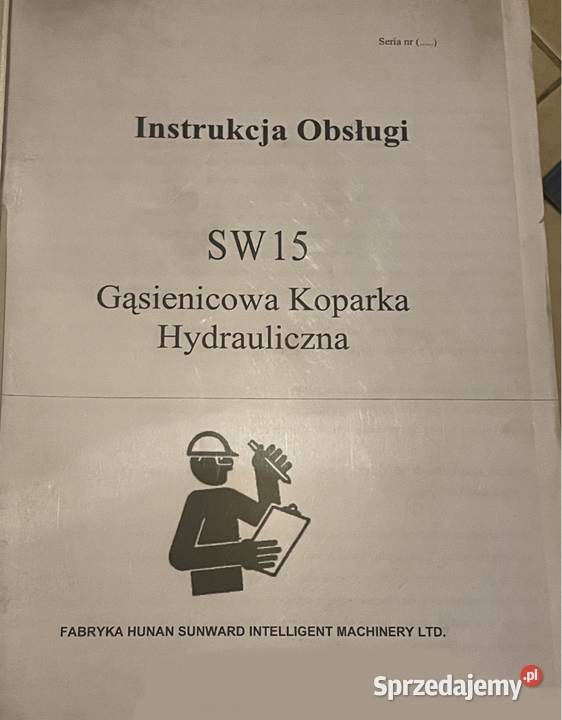 Seria nr (......)
Instrukcja Obsługi
SW15
Gąsienicowa Koparka
Hydrauliczna
FABRYKA HUNAN SUNWARD INTELLIGENT MACHINERY LTD.
Sprzedajemy.pl